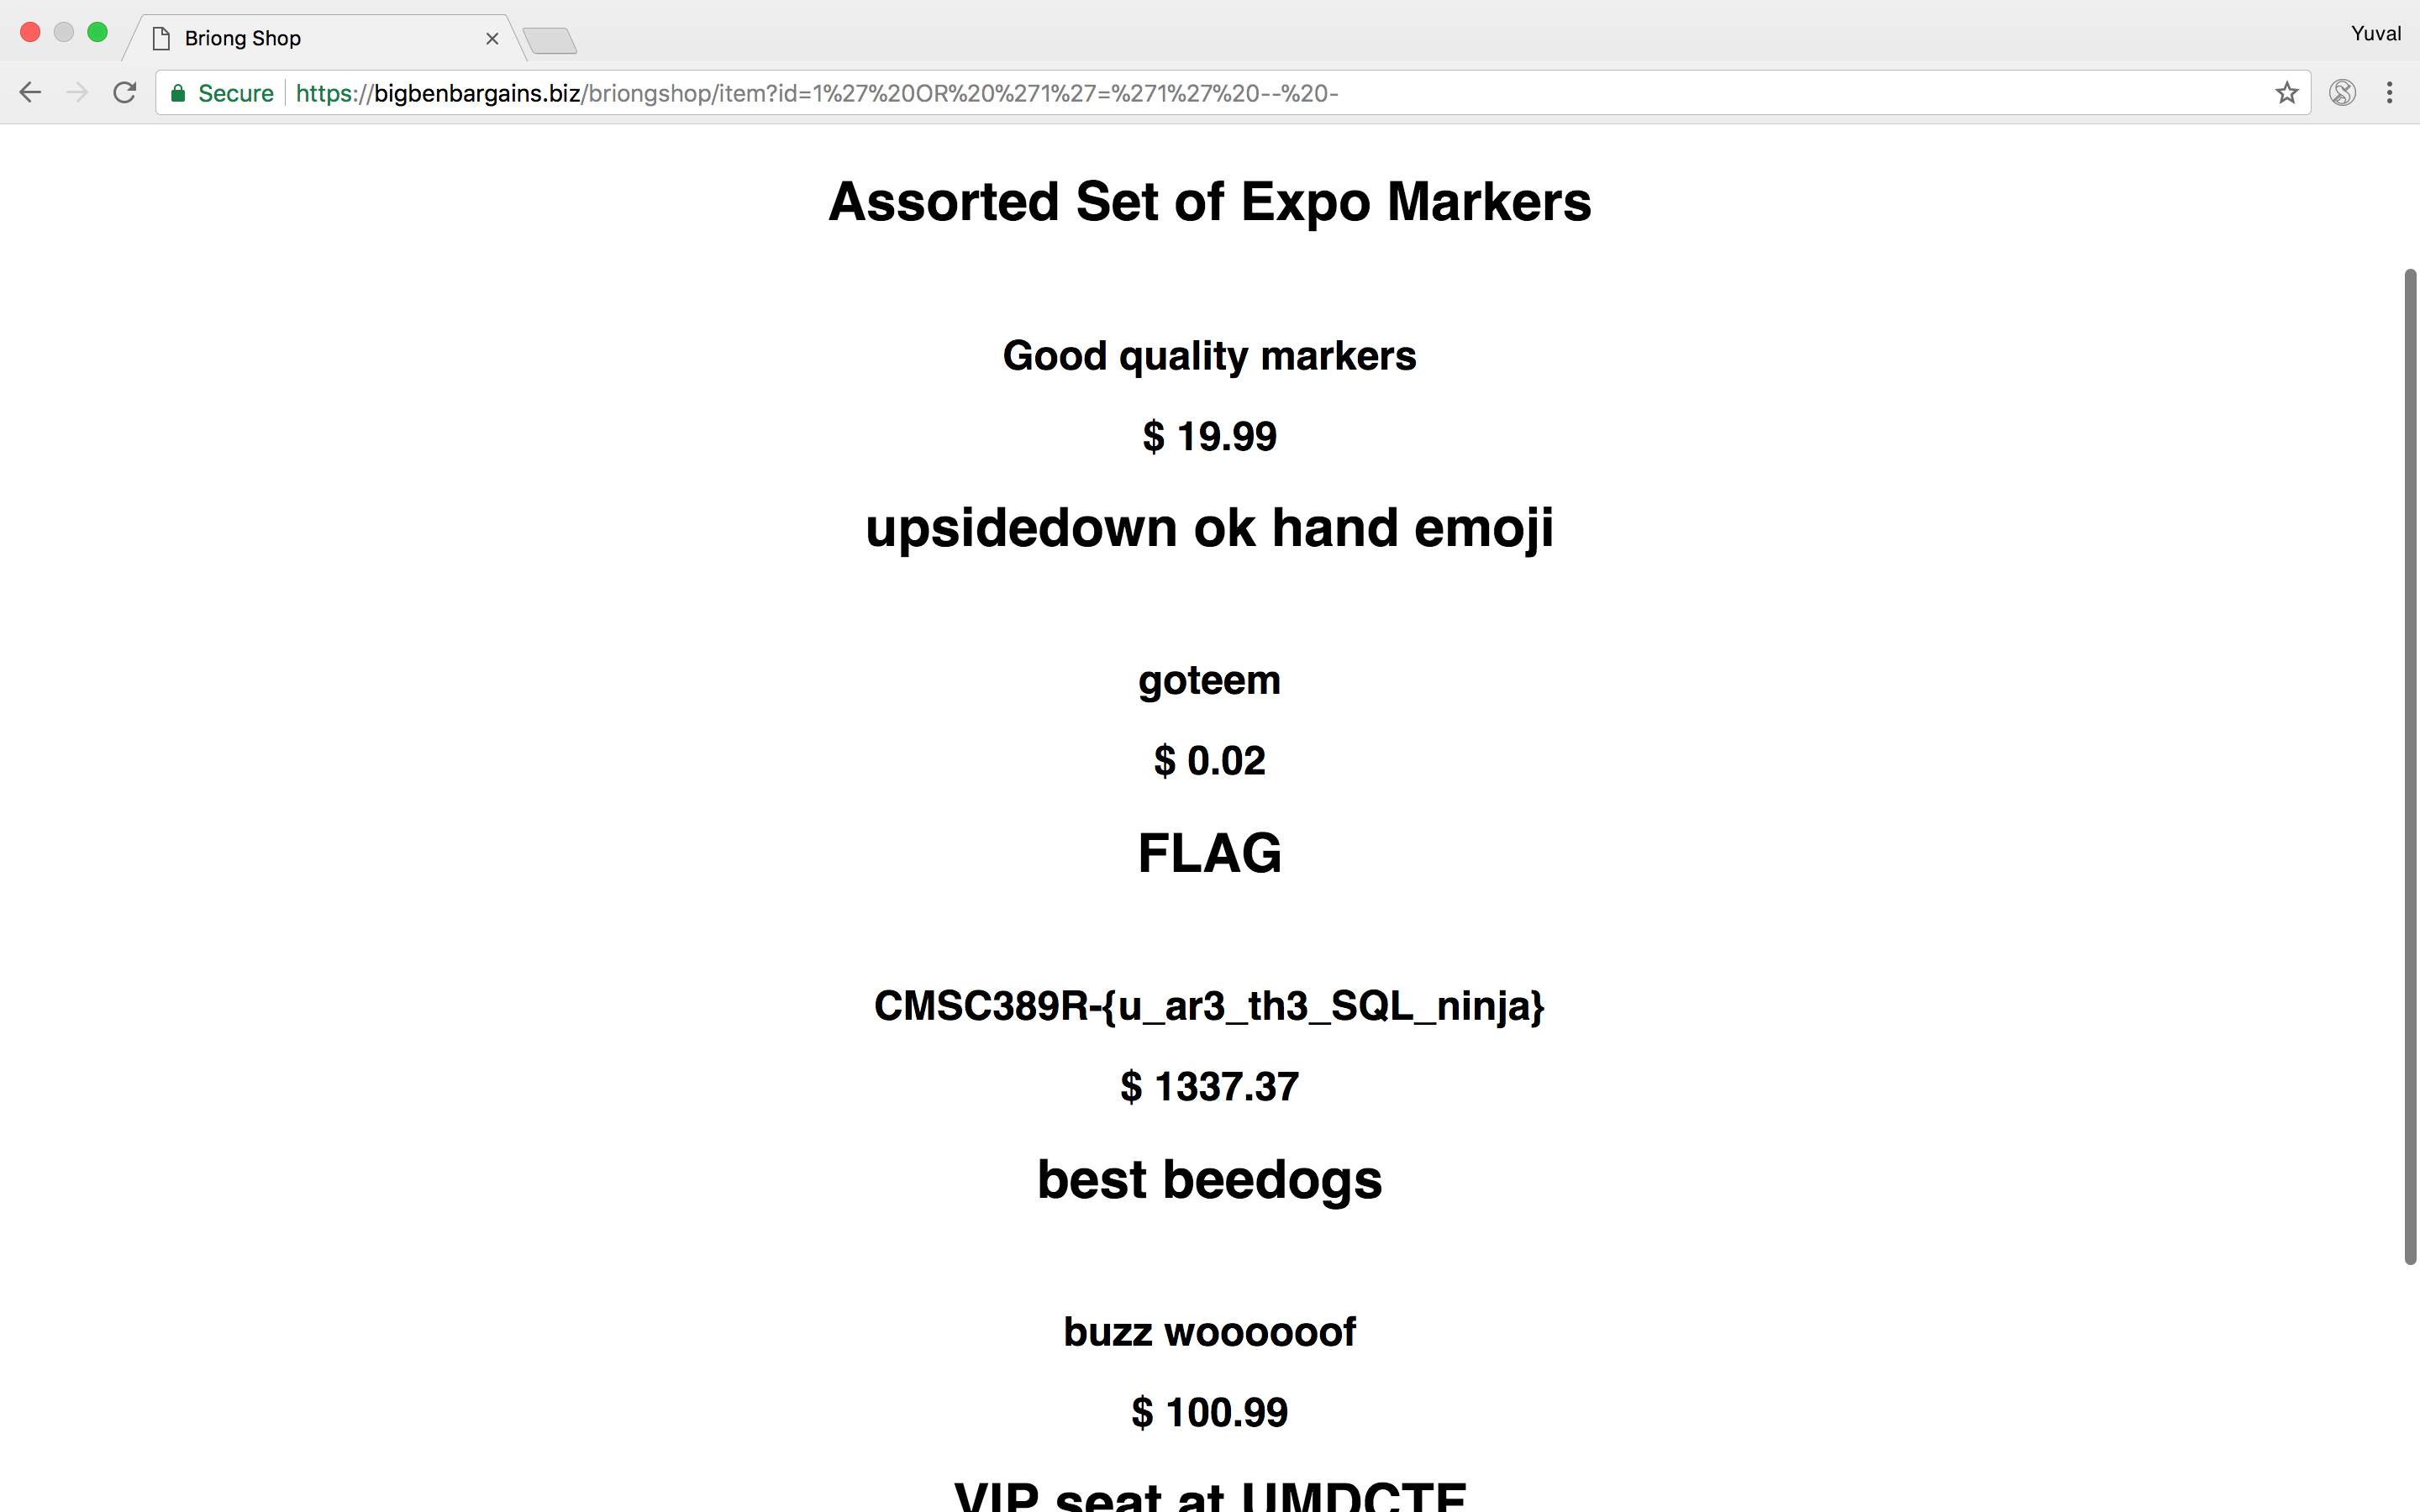 Briong Shop
Yuval
Secure https://bigbenbargains.biz/briongshop/item?id=1%27%20OR%20%271%27=%271%27%20--%20-
Assorted Set of Expo Markers
Good quality markers
$ 19.99
upsidedown ok hand emoji
goteem
$ 0.02
FLAG
CMSC389R-{u_ar3_th3_SQL_ninja}
$ 1337.37
best beedogs
buzz wooooooof
$ 100.99
VIP seat at UMDCTF